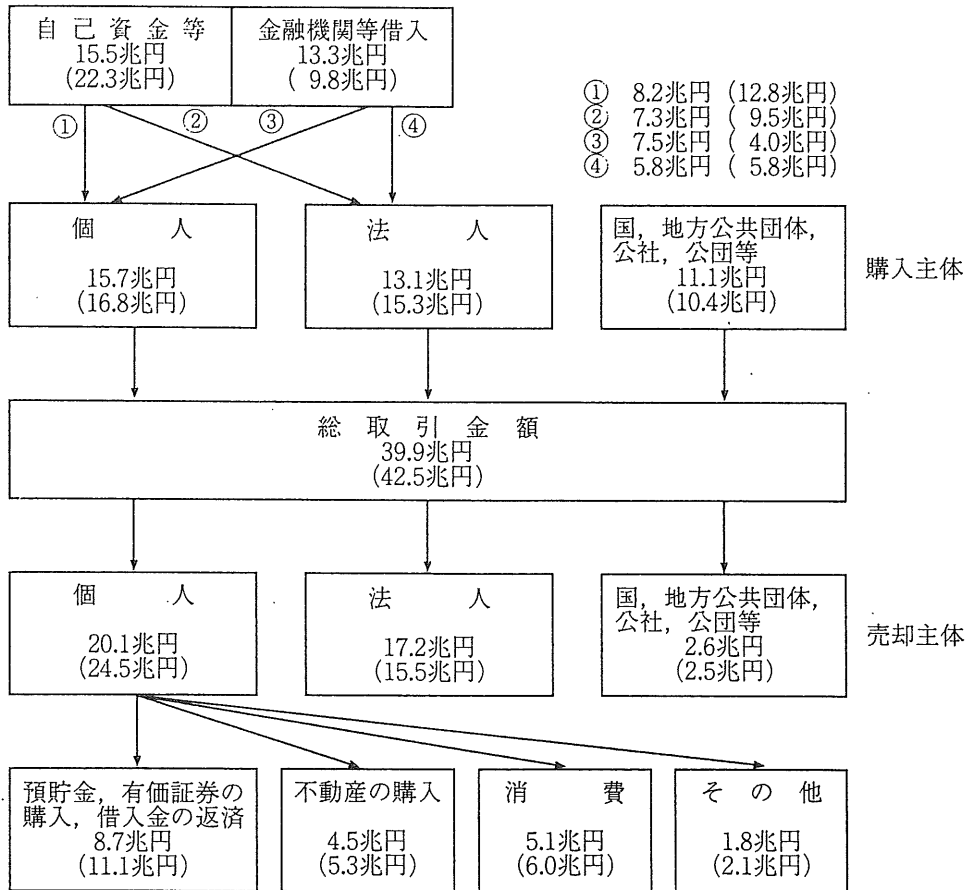 自己資金等
15.5兆円
(22.3兆円)
金融機関等借入
13.3兆円
( 9.8兆円)
① 8.2兆円 (12.8兆円)
② 7.3兆円 ( 9.5兆円)
③ 7.5兆円 ( 4.0兆円)
④ 5.8兆円 ( 5.8兆円)
① ② ③ ④
個人
15.7兆円
(16.8兆円)
法人
13.1兆円
(15.3兆円)
国，地方公共団体，
公社，公団等
11.1兆円
(10.4兆円)
購入主体
総取引金額
39.9兆円
(42.5兆円)
個人
20.1兆円
(24.5兆円)
法人
17.2兆円
(15.5兆円)
国，地方公共団体，
公社，公団等
2.6兆円
(2.5兆円)
売却主体
預貯金，有価証券の
購入，借入金の返済
8.7兆円
(11.1兆円)
不動産の購入
4.5兆円
(5.3兆円)
消費
5.1兆円
(6.0兆円)
その他
1.8兆円
(2.1兆円)